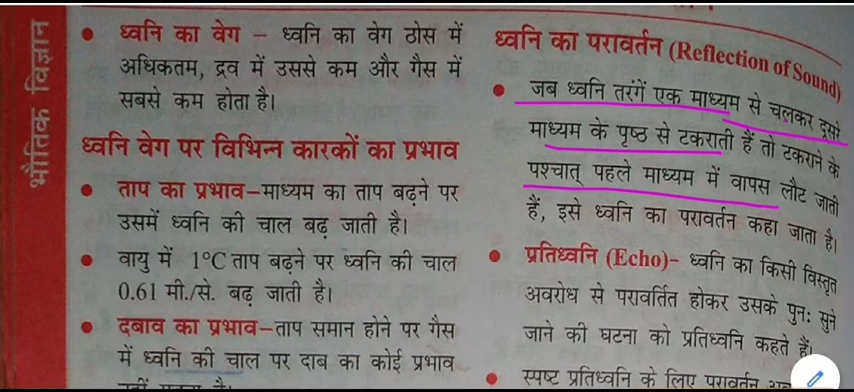 भौतिक विज्ञान
• ध्वनि का वेग – ध्वनि का वेग ठोस में
अधिकतम, द्रव में उससे कम और गैस में
सबसे कम होता है।
ध्वनि वेग पर विभिन्न कारकों का प्रभाव
• ताप का प्रभाव–माध्यम का ताप बढ़ने पर
उसमें ध्वनि की चाल बढ़ जाती है।
• वायु में 1°C ताप बढ़ने पर ध्वनि की चाल
0.61 मी./से. बढ़ जाती है।
• दबाव का प्रभाव–ताप समान होने पर गैस
में ध्वनि की चाल पर दाब का कोई प्रभाव
ध्वनि का परावर्तन (Reflection of Sound)
• जब ध्वनि तरंगें एक माध्यम से चलकर दूसरे
माध्यम के पृष्ठ से टकराती हैं तो टकराने के
पश्चात् पहले माध्यम में वापस लौट जाती
हैं, इसे ध्वनि का परावर्तन कहा जाता है।
• प्रतिध्वनि (Echo)– ध्वनि का किसी विस्तृत
अवरोध से परावर्तित होकर उसके पुनः सुने
जाने की घटना को प्रतिध्वनि कहते हैं।
• स्पष्ट प्रतिध्वनि के लिए परावर्तन